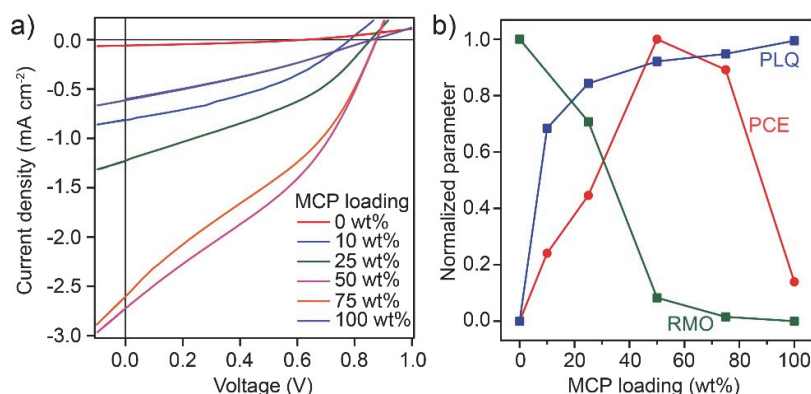 a)
Current density (mA cm⁻²)
0.0
-0.5
-1.0
-1.5
-2.0
-2.5
-3.0
MCP loading
0 wt%
10 wt%
25 wt%
50 wt%
75 wt%
100 wt%
0.0 0.2 0.4 0.6 0.8 1.0
Voltage (V)
b)
Normalized parameter
1.0
0.8
0.6
0.4
0.2
0.0
PLQ
PCE
RMO
0 20 40 60 80 100
MCP loading (wt%)